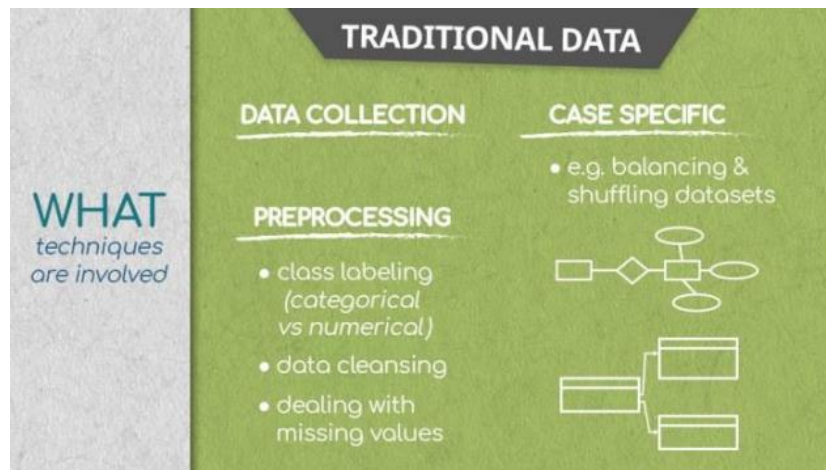 TRADITIONAL DATA
WHAT
techniques
are involved
DATA COLLECTION
PREPROCESSING
• class labeling
(categorical
vs numerical)
• data cleansing
• dealing with
missing values
CASE SPECIFIC
• e.g. balancing &
shuffling datasets